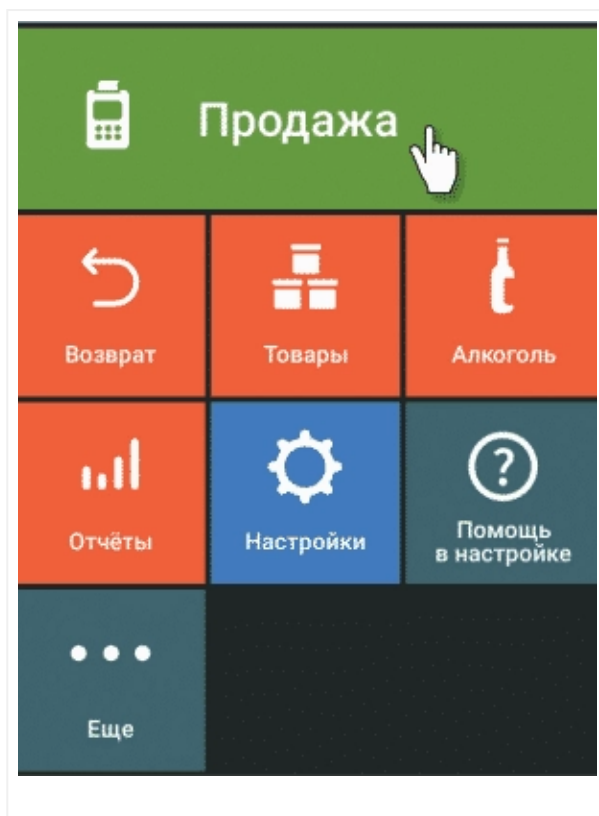 Продажа
Возврат
Товары
Алкоголь
Отчёты
Настройки
Помощь
в настройке
Еще